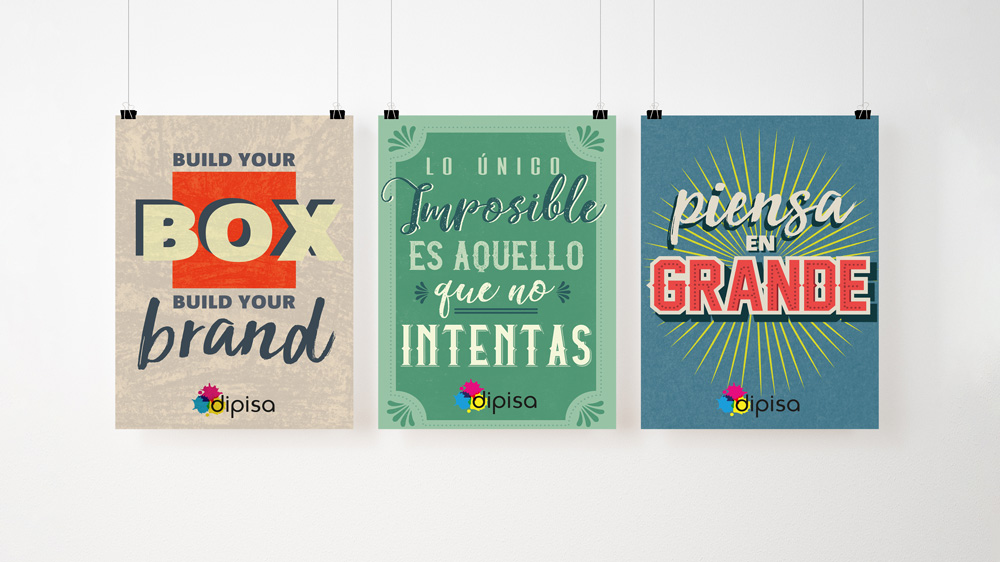 BUILD YOUR
BOX
BUILD YOUR
brand
dipisa
LO ÚNICO
Imposible
ES AQUELLO
que no
INTENTAS
dipisa
piensa
EN
GRANDE
dipisa